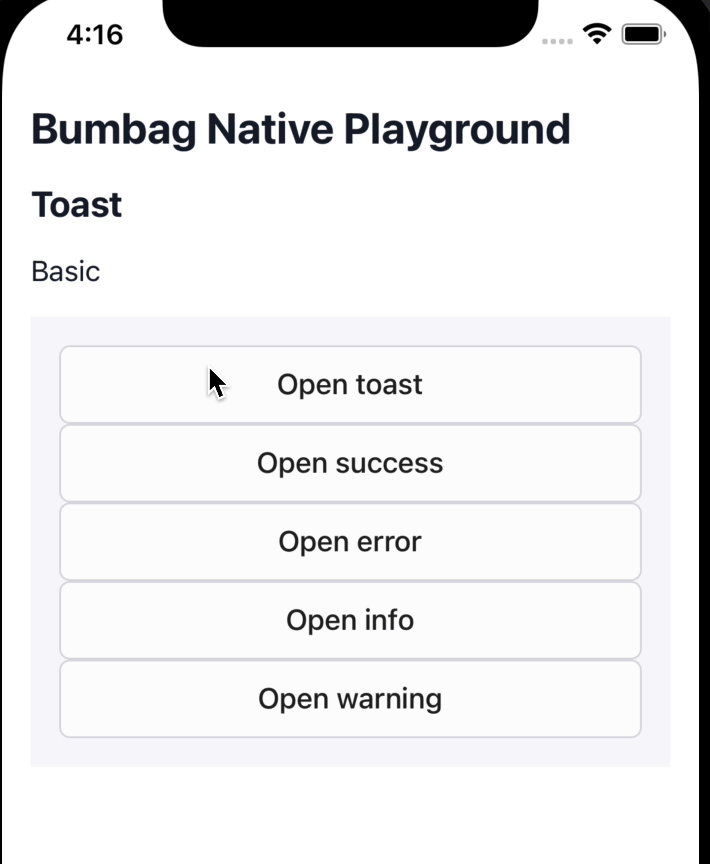 4:16
Bumbag Native Playground
Toast
Basic
Open toast
Open success
Open error
Open info
Open warning